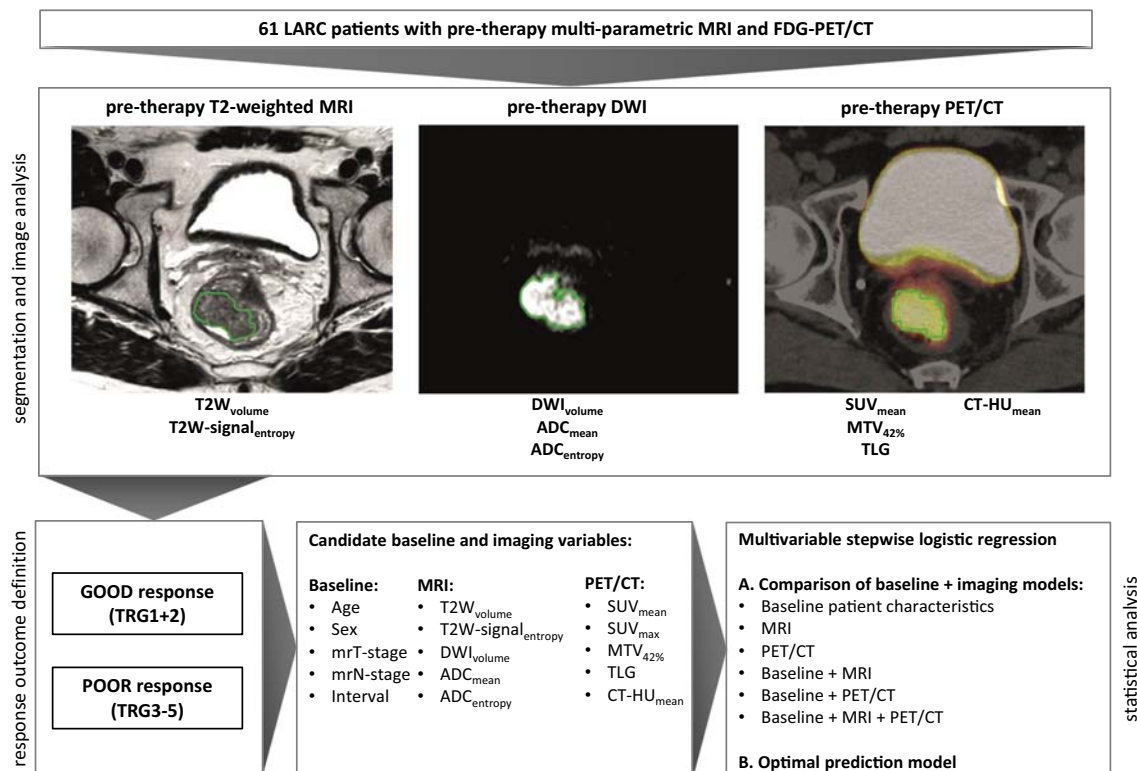 61 LARC patients with pre-therapy multi-parametric MRI and FDG-PET/CT
segmentation and image analysis
pre-therapy T2-weighted MRI
pre-therapy DWI
pre-therapy PET/CT
T2Wvolume
T2W-signalentropy
DWIvolume
ADCmean
ADCentropy
SUVmean
MTV42%
TLG
CT-HUmean
response outcome definition
GOOD response
(TRG1+2)
POOR response
(TRG3-5)
Candidate baseline and imaging variables:
Baseline:
• Age
• Sex
• mrT-stage
• mrN-stage
• Interval
MRI:
• T2Wvolume
• T2W-signalentropy
• DWIvolume
• ADCmean
• ADCentropy
PET/CT:
• SUVmean
• SUVmax
• MTV42%
• TLG
• CT-HUmean
Multivariable stepwise logistic regression
A. Comparison of baseline + imaging models:
• Baseline patient characteristics
• MRI
• PET/CT
• Baseline + MRI
• Baseline + PET/CT
• Baseline + MRI + PET/CT
B. Optimal prediction model
statistical analysis